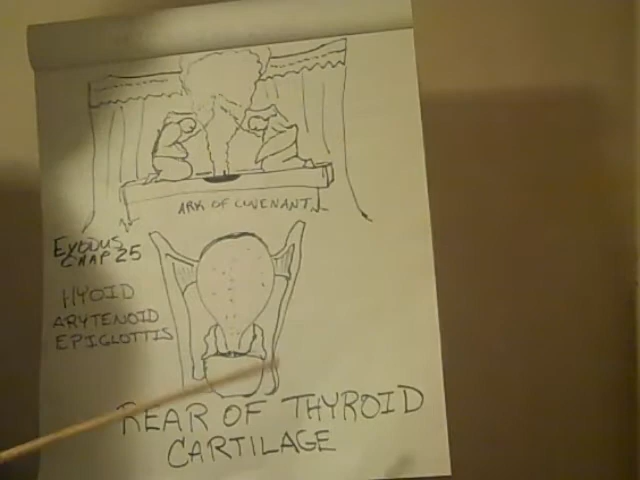 ARK OF COVENANT
EXODUS
CHAP 25
HYOID
ARYTENOID
EPIGLOTTIS
REAR OF THYROID
CARTILAGE